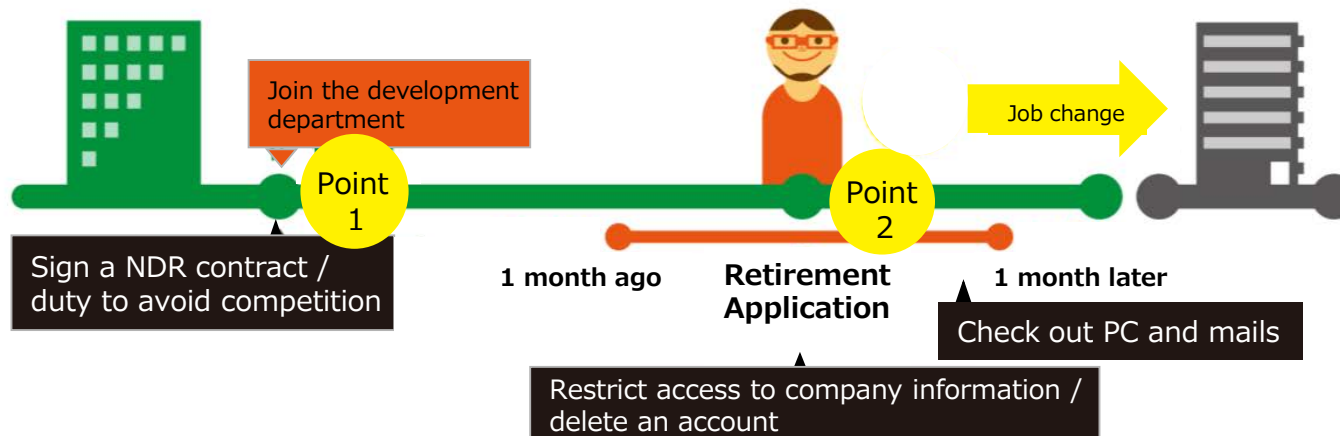 Join the development
department
Job change
Point
1
Point
2
Sign a NDR contract /
duty to avoid competition
1 month ago
Retirement
Application
1 month later
Check out PC and mails
Restrict access to company information /
delete an account